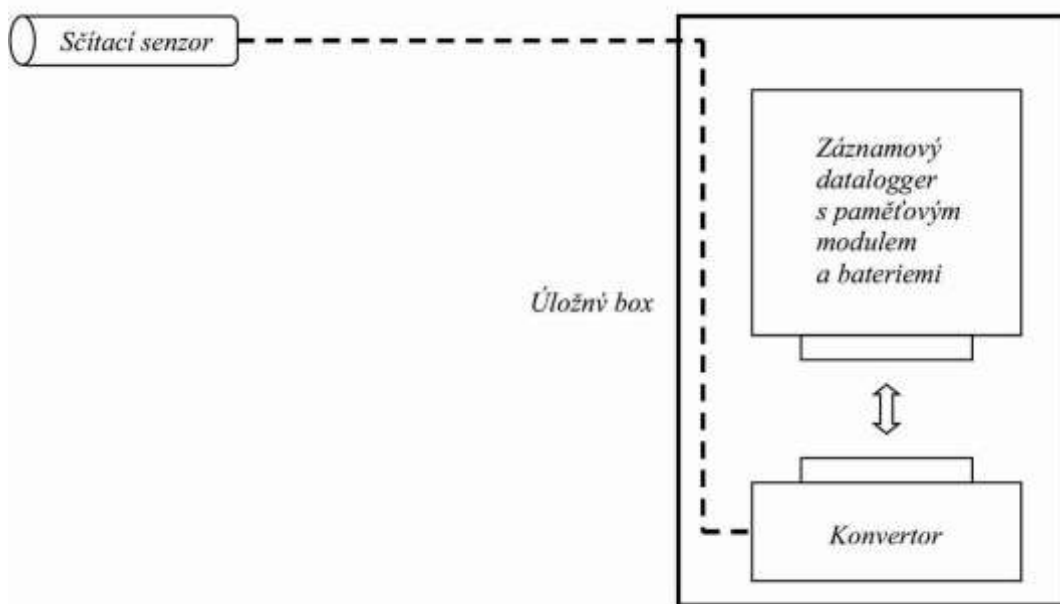 Sčítací senzor
Záznamový
datalogger
s paměťovým
modulem
a bateriemi
Úložný box
Konvertor